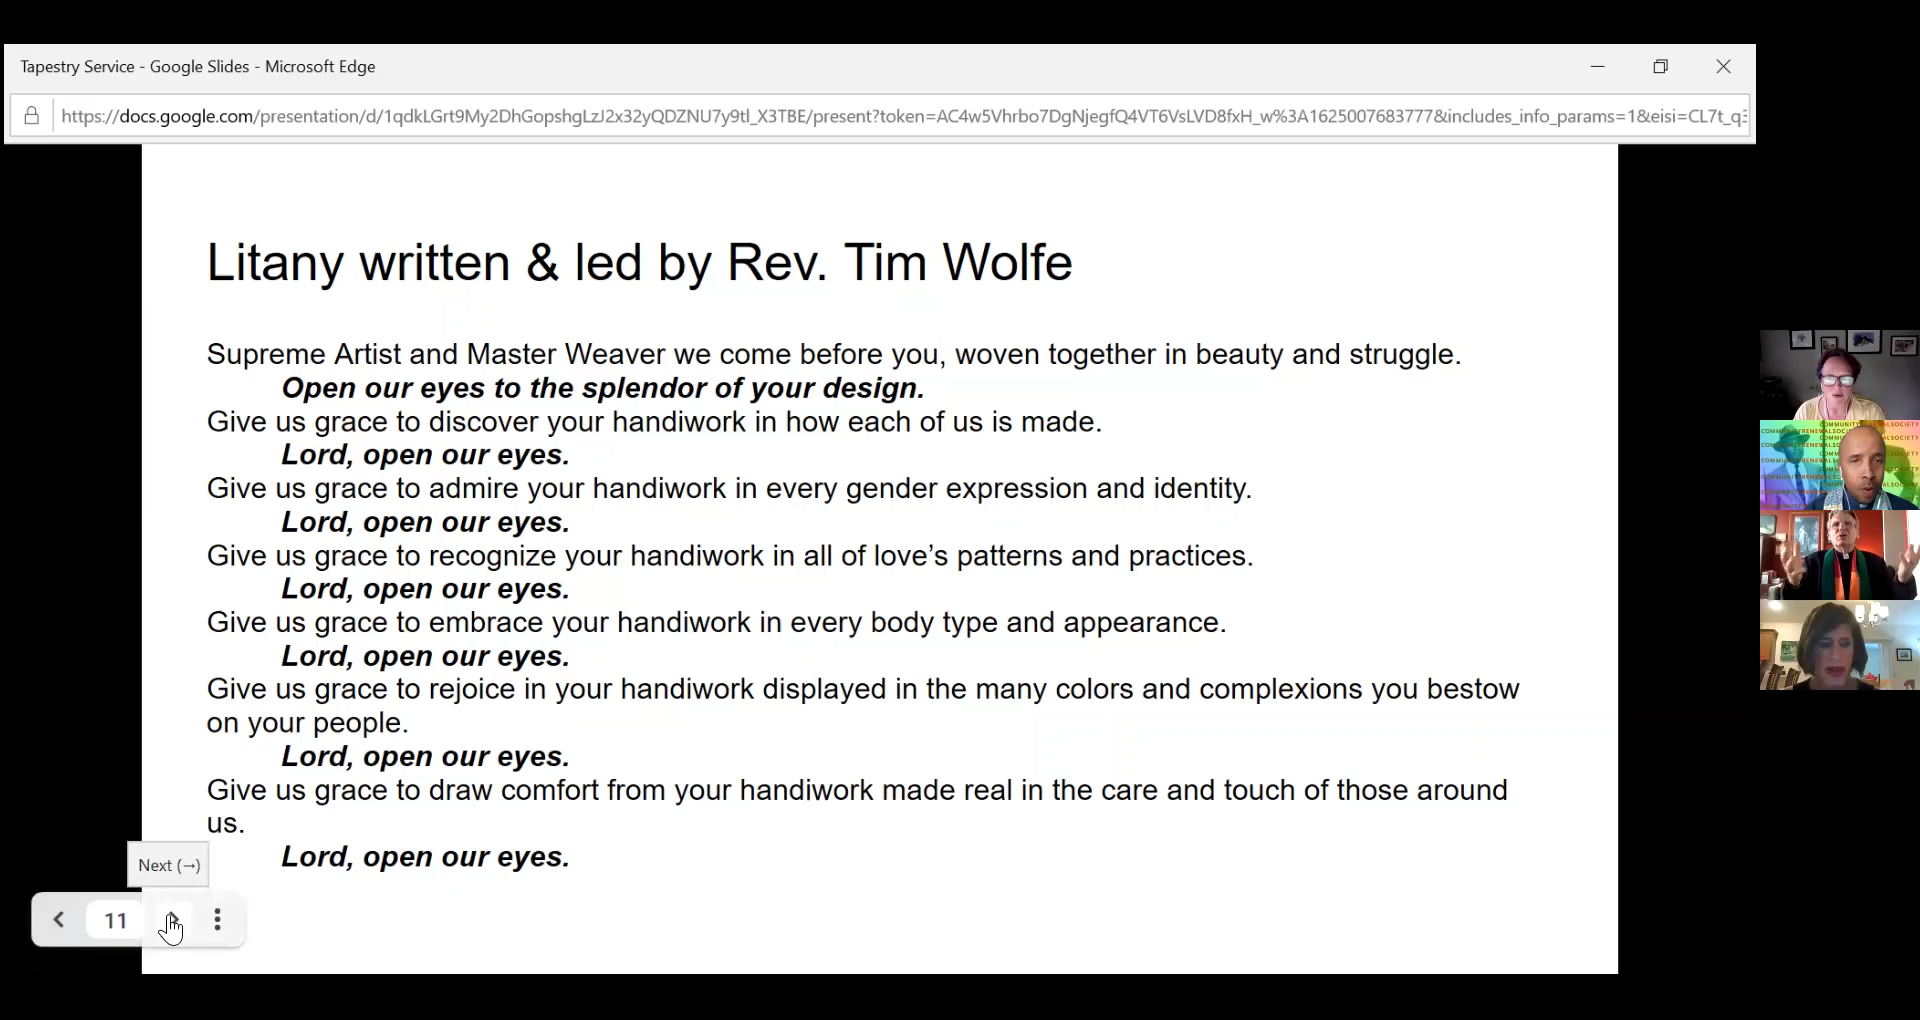 Tapestry Service - Google Slides - Microsoft Edge
https://docs.google.com/presentation/d/1qdkLGrt9My2DhGopshgLzJ2x32yQDZNU7y9tl_X3TBE/present?token=AC4w5Vhrbo7DgNjegfQ4VT6VsLVD8fxH_w%3A1625007683777&includes_info_params=1&eisi=CL7t_q
Litany written & led by Rev. Tim Wolfe
Supreme Artist and Master Weaver we come before you, woven together in beauty and struggle.
Open our eyes to the splendor of your design.
Give us grace to discover your handiwork in how each of us is made.
Lord, open our eyes.
Give us grace to admire your handiwork in every gender expression and identity.
Lord, open our eyes.
Give us grace to recognize your handiwork in all of love’s patterns and practices.
Lord, open our eyes.
Give us grace to embrace your handiwork in every body type and appearance.
Lord, open our eyes.
Give us grace to rejoice in your handiwork displayed in the many colors and complexions you bestow
on your people.
Lord, open our eyes.
Give us grace to draw comfort from your handiwork made real in the care and touch of those around
us.
Lord, open our eyes.
Next (→)
11